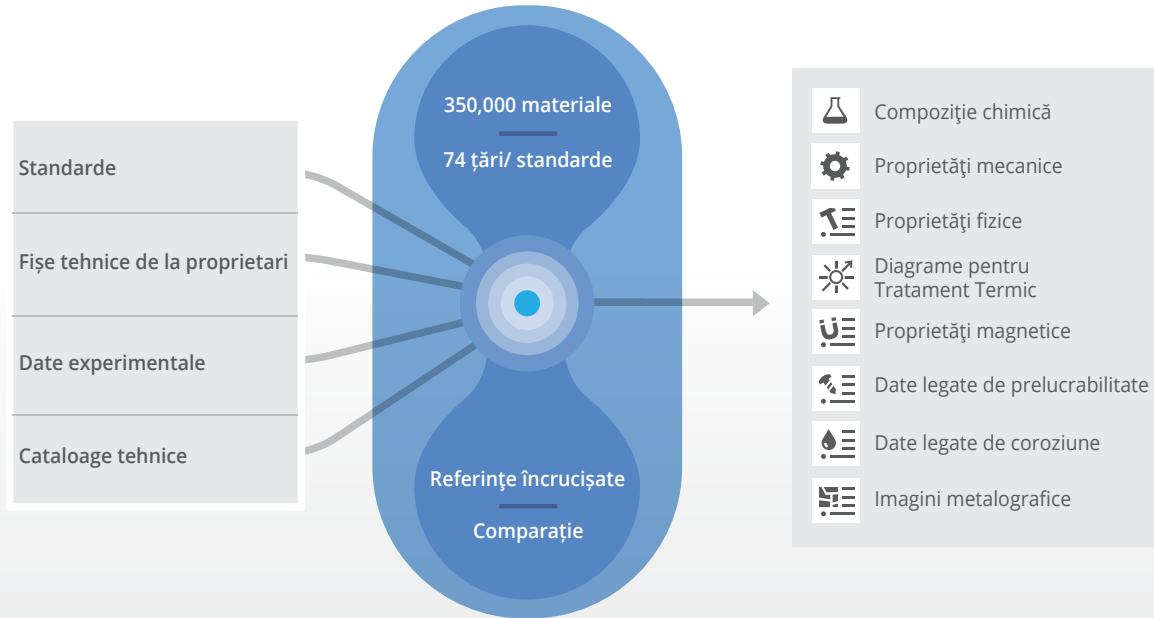 Standarde
Fișe tehnice de la proprietari
Date experimentale
Cataloage tehnice
350,000 materiale
74 țări/ standarde
Referinţe încrucișate
Comparație
Compoziţie chimică
Proprietăţi mecanice
Proprietăţi fizice
Diagrame pentru
Tratament Termic
Proprietăţi magnetice
Date legate de prelucrabilitate
Date legate de coroziune
Imagini metalografice